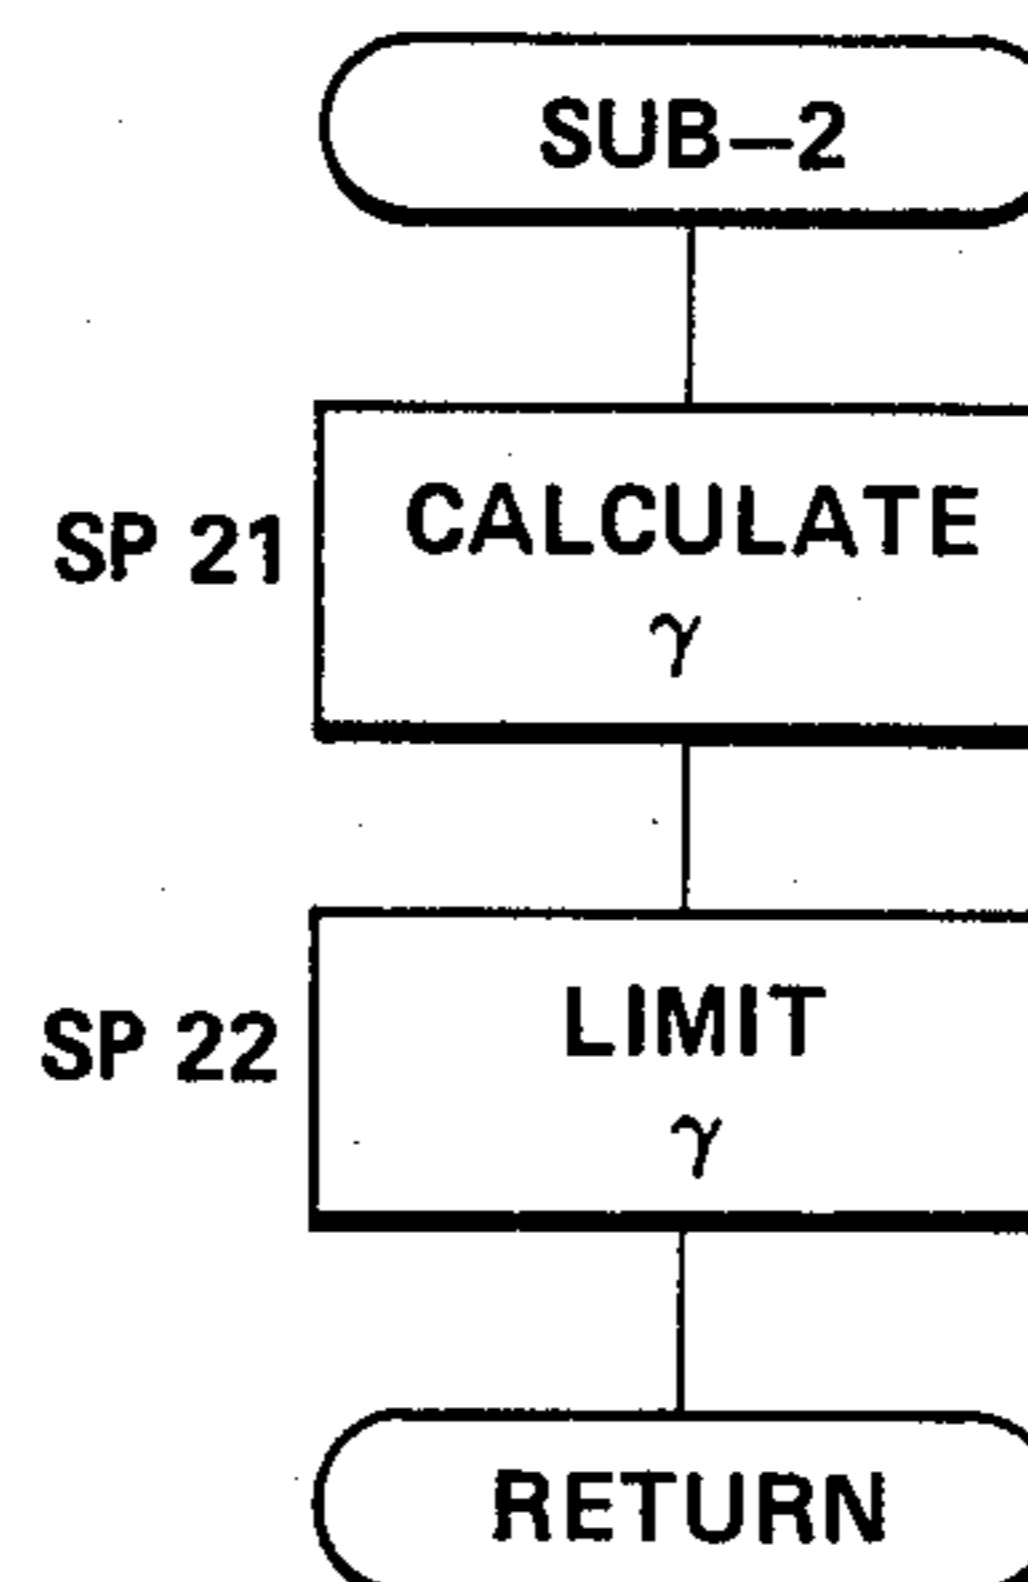 SUB–2
SP 21
CALCULATE
γ
SP 22
LIMIT
γ
RETURN